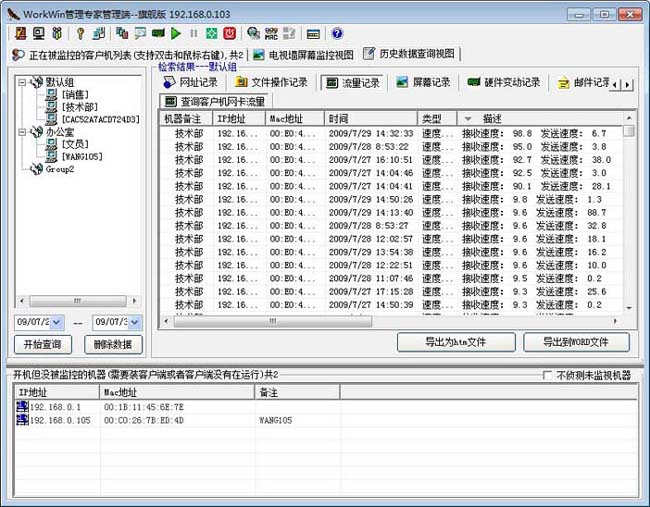 WorkWin管理专家管理端--旗舰版 192.168.0.103
正在被监控的客户机列表(支持双击和鼠标右键),共2 电视墙屏幕监控视图 历史数据查询视图
检索结果---默认组
默认组
[销售]
[技术部]
[CAC52A7ACD724D3]
办公室
[文员]
[WANG105]
Group2
09/07/2 -- 09/07/3
开始查询 删除数据
网址记录 文件操作记录 流量记录 屏幕记录 硬件变动记录 邮件记录
查询客户机网卡流量
机器备注 IP地址 Mac地址 时间 类型 描述
技术部 192.16... 00:E0:4... 2009/7/29 14:32:33 速度... 接收速度: 98.8 发送速度: 6.7
技术部 192.16... 00:E0:4... 2009/7/28 8:53:22 速度... 接收速度: 95.0 发送速度: 3.8
技术部 192.16... 00:E0:4... 2009/7/27 16:10:51 速度... 接收速度: 92.7 发送速度: 38.0
技术部 192.16... 00:E0:4... 2009/7/27 14:04:46 速度... 接收速度: 92.5 发送速度: 3.0
技术部 192.16... 00:E0:4... 2009/7/27 14:04:41 速度... 接收速度: 90.1 发送速度: 28.1
技术部 192.16... 00:E0:4... 2009/7/29 14:50:26 速度... 接收速度: 9.8 发送速度: 1.3
技术部 192.16... 00:E0:4... 2009/7/29 14:13:40 速度... 接收速度: 9.6 发送速度: 88.7
技术部 192.16... 00:E0:4... 2009/7/28 8:53:27 速度... 接收速度: 9.6 发送速度: 32.8
技术部 192.16... 00:E0:4... 2009/7/28 12:02:57 速度... 接收速度: 9.6 发送速度: 18.1
技术部 192.16... 00:E0:4... 2009/7/29 13:54:38 速度... 接收速度: 9.6 发送速度: 16.2
技术部 192.16... 00:E0:4... 2009/7/28 12:22:51 速度... 接收速度: 9.6 发送速度: 10.0
技术部 192.16... 00:E0:4... 2009/7/28 11:07:46 速度... 接收速度: 9.5 发送速度: 0.2
技术部 192.16... 00:E0:4... 2009/7/27 17:15:28 速度... 接收速度: 9.3 发送速度: 25.6
技术部 192.16... 00:E0:4... 2009/7/27 14:50:39 速度... 接收速度: 9.3 发送速度: 0.2
导出为htm文件 导出到WORD文件
开机但没被监控的机器(需要装客户端或者客户端没有在运行)共2 不侦测未监视机器
IP地址 Mac地址 备注
192.168.0.1 00:1B:11:45:6E:7E
192.168.0.105 00:C0:26:7B:ED:4D WANG105